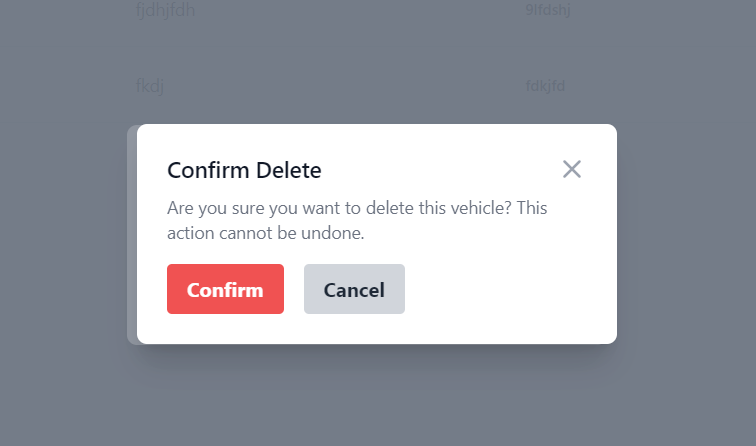 fjdhjfdh 9ifdshj
fkdj fdkjfd
Confirm Delete
Are you sure you want to delete this vehicle? This
action cannot be undone.
Confirm Cancel